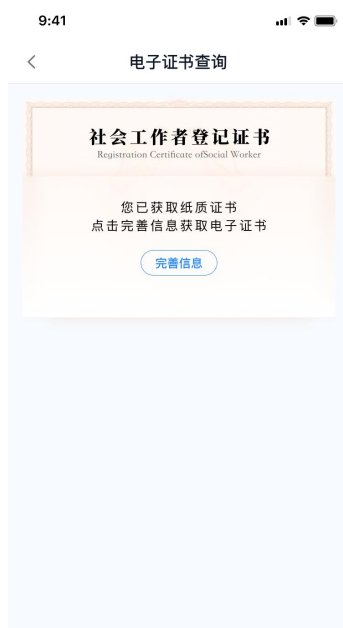 9:41
电子证书查询
社会工作者登记证书
Registration Certificate ofSocial Worker
您已获取纸质证书
点击完善信息获取电子证书
完善信息